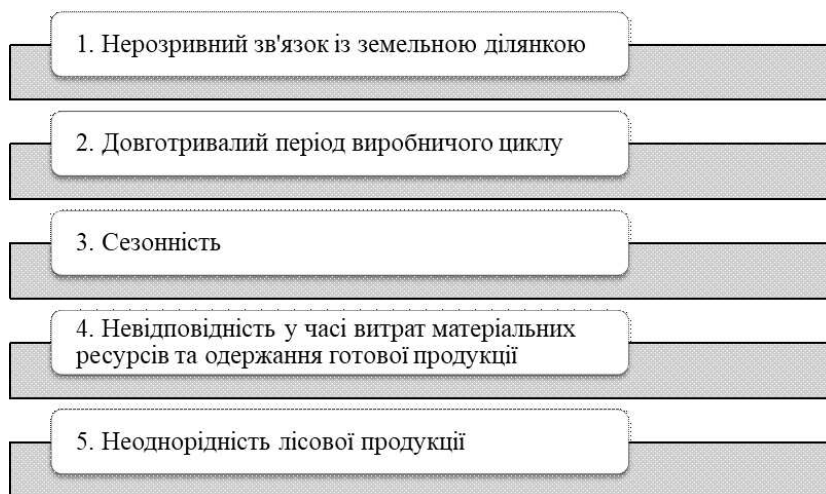 1. Нерозривний зв'язок із земельною ділянкою
2. Довготривалий період виробничого циклу
3. Сезонність
4. Невідповідність у часі витрат матеріальних
ресурсів та одержання готової продукції
5. Неоднорідність лісової продукції